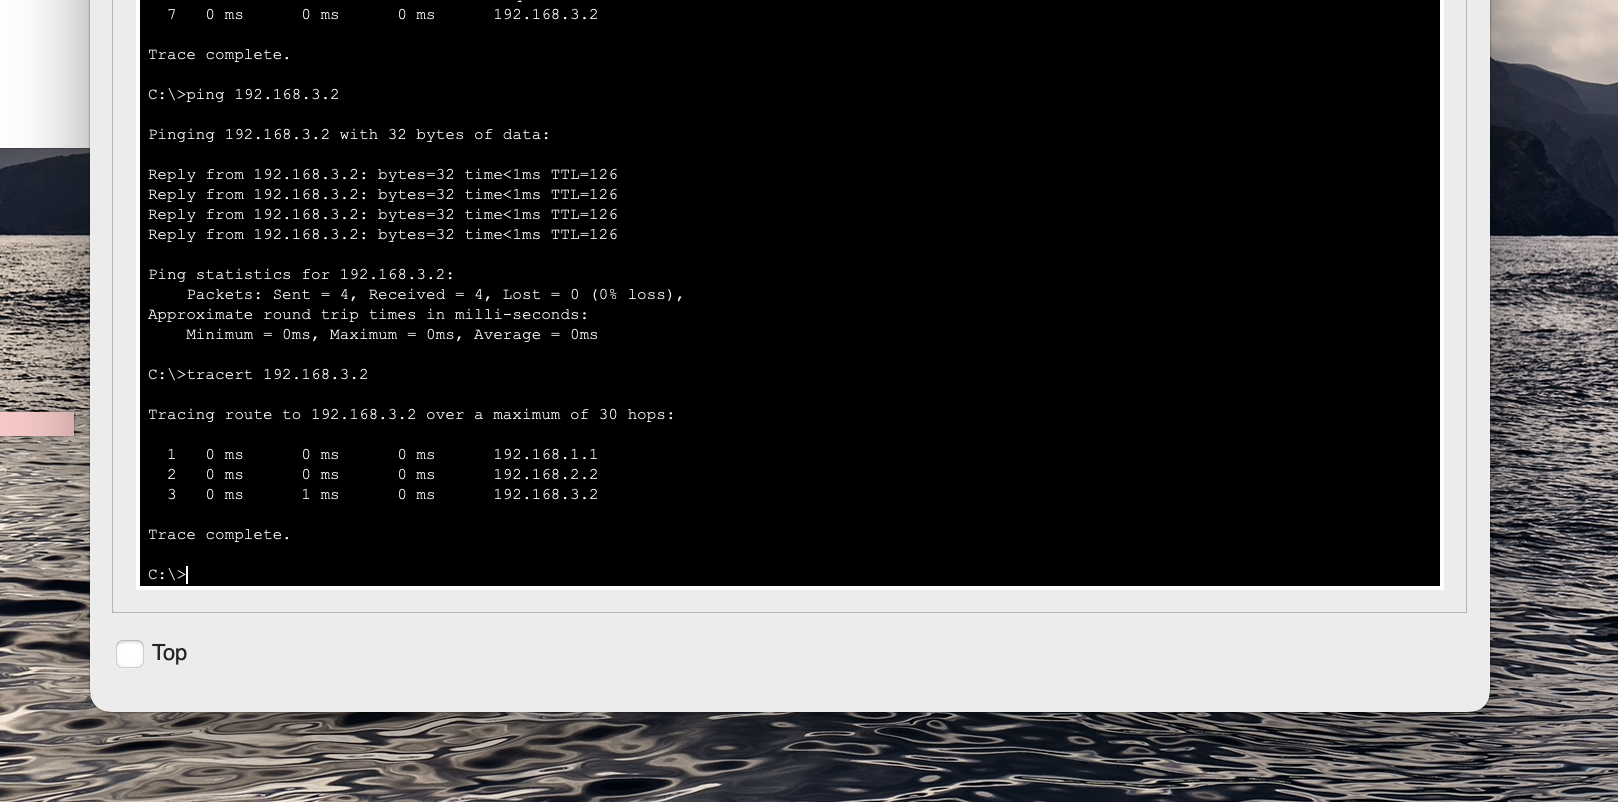 7 0 ms 0 ms 0 ms 192.168.3.2
Trace complete.
C:\>ping 192.168.3.2
Pinging 192.168.3.2 with 32 bytes of data:
Reply from 192.168.3.2: bytes=32 time<1ms TTL=126
Reply from 192.168.3.2: bytes=32 time<1ms TTL=126
Reply from 192.168.3.2: bytes=32 time<1ms TTL=126
Reply from 192.168.3.2: bytes=32 time<1ms TTL=126
Ping statistics for 192.168.3.2:
Packets: Sent = 4, Received = 4, Lost = 0 (0% loss),
Approximate round trip times in milli-seconds:
Minimum = 0ms, Maximum = 0ms, Average = 0ms
C:\>tracert 192.168.3.2
Tracing route to 192.168.3.2 over a maximum of 30 hops:
1 0 ms 0 ms 0 ms 192.168.1.1
2 0 ms 0 ms 0 ms 192.168.2.2
3 0 ms 1 ms 0 ms 192.168.3.2
Trace complete.
C:\>
Top